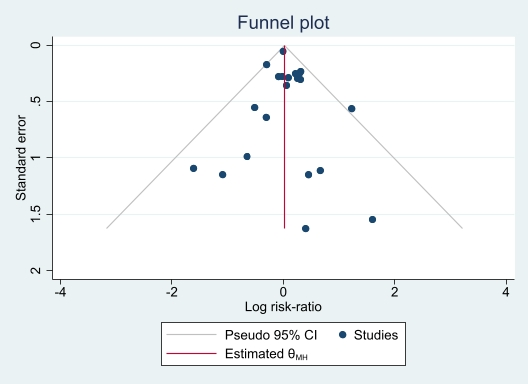 Funnel plot
0
.5
1
1.5
2
Standard error
-4
-2
0
2
4
Log risk-ratio
Pseudo 95% CI
Studies
Estimated θMH